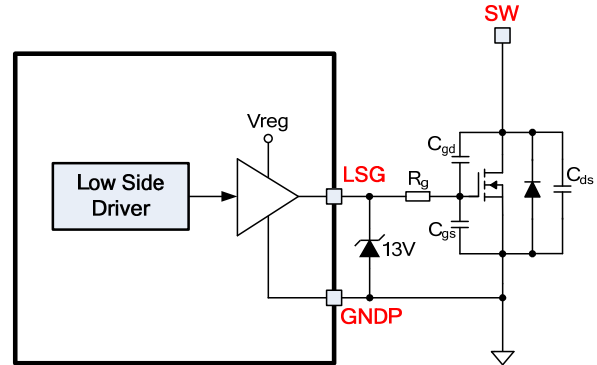 SW
Vreg
Low Side
Driver
LSG
Rg
Cgd
Cgs
Cds
13V
GNDP